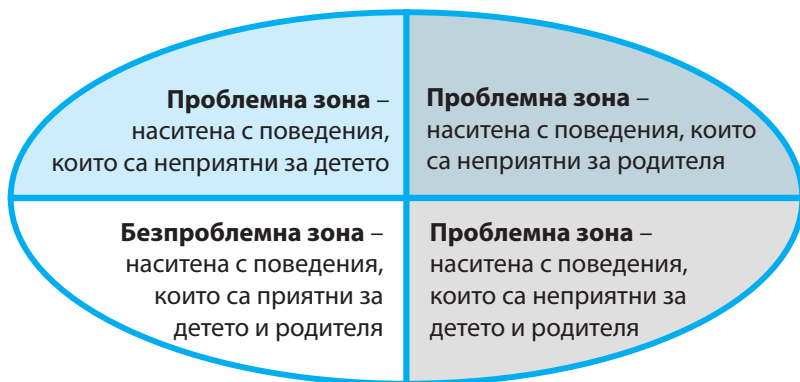 Проблемна зона –
наситена с поведения,
които са неприятни за детето
Проблемна зона –
наситена с поведения, които
са неприятни за родителя
Безпроблемна зона –
наситена с поведения,
които са приятни за
детето и родителя
Проблемна зона –
наситена с поведения,
които са неприятни за
детето и родителя